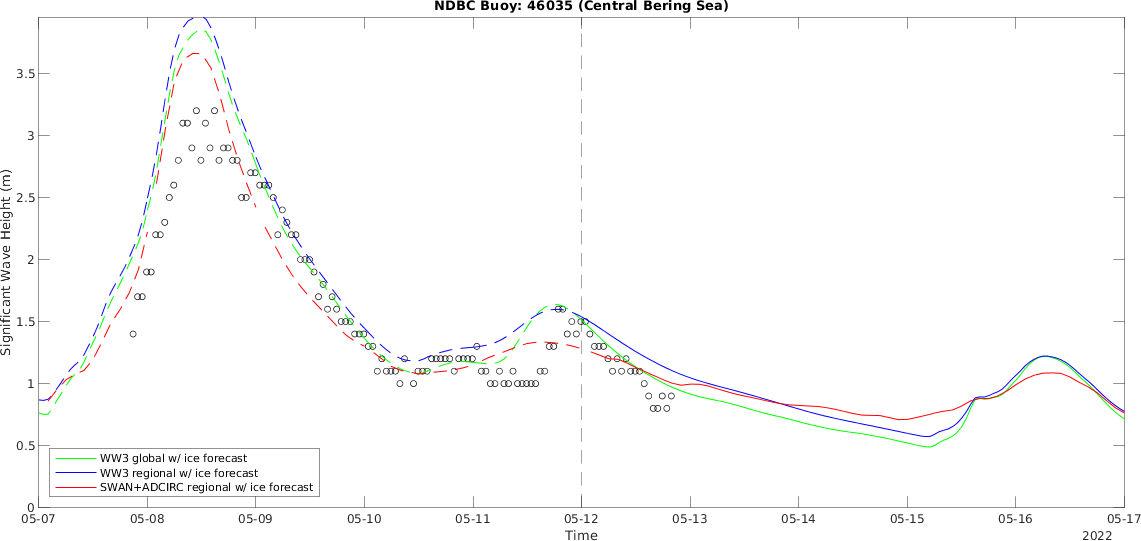 NDBC Buoy: 46035 (Central Bering Sea)
Significant Wave Height (m)
3.5
3
2.5
2
1.5
1
0.5
0
WW3 global w/ ice forecast
WW3 regional w/ ice forecast
SWAN+ADCIRC regional w/ ice forecast
05-07 05-08 05-09 05-10 05-11 05-12 05-13 05-14 05-15 05-16 05-17
Time
2022